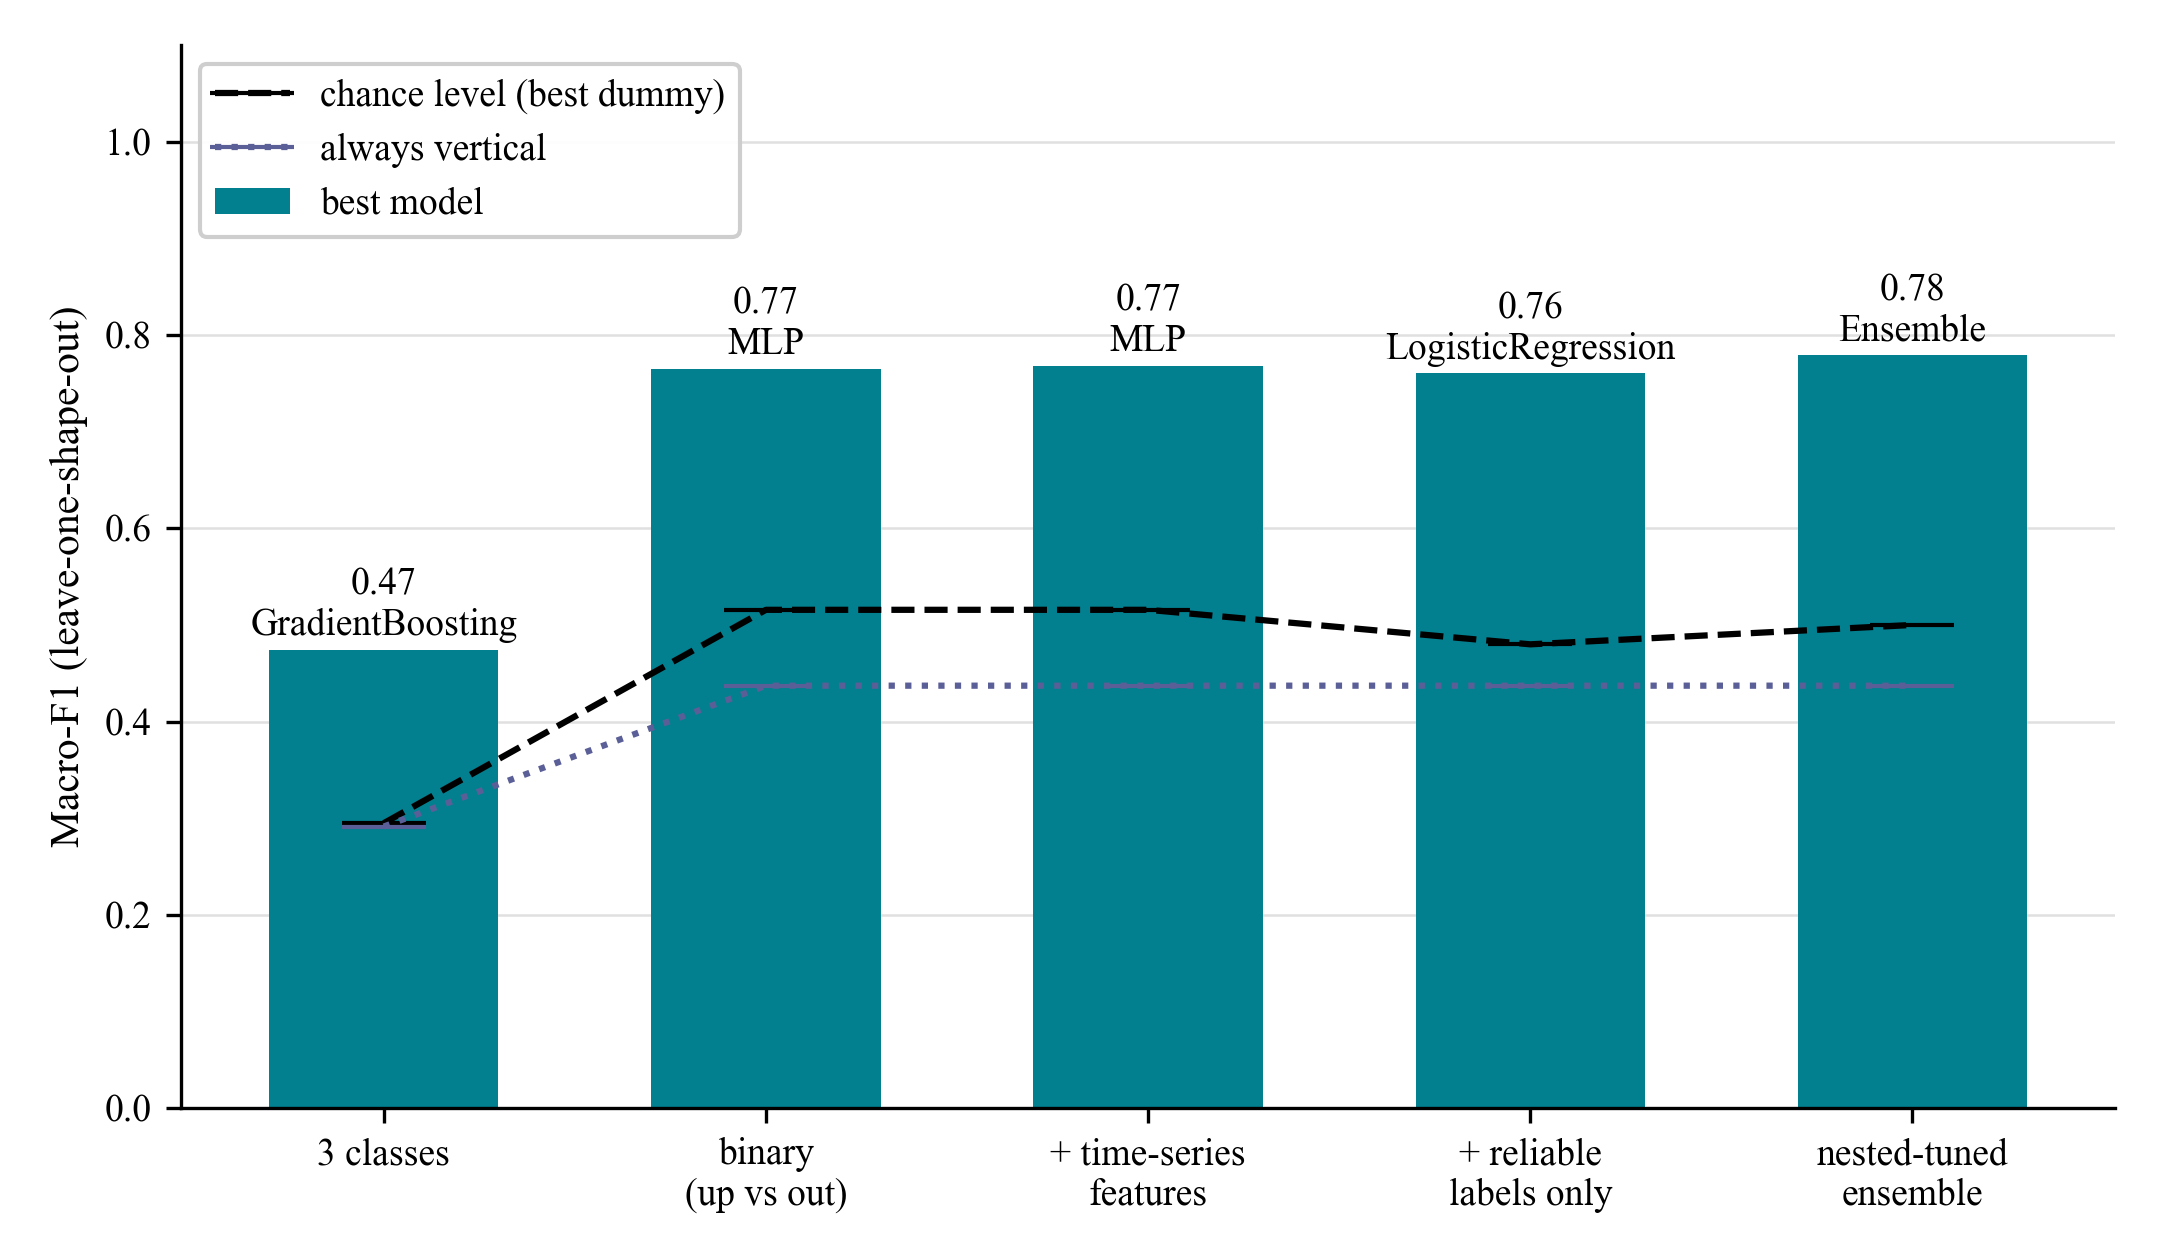 chance level (best dummy)
always vertical
best model
Macro-F1 (leave-one-shape-out)
1.0
0.8
0.6
0.4
0.2
0.0
0.47
GradientBoosting
0.77
MLP
0.77
MLP
0.76
LogisticRegression
0.78
Ensemble
3 classes
binary
(up vs out)
+ time-series
features
+ reliable
labels only
nested-tuned
ensemble